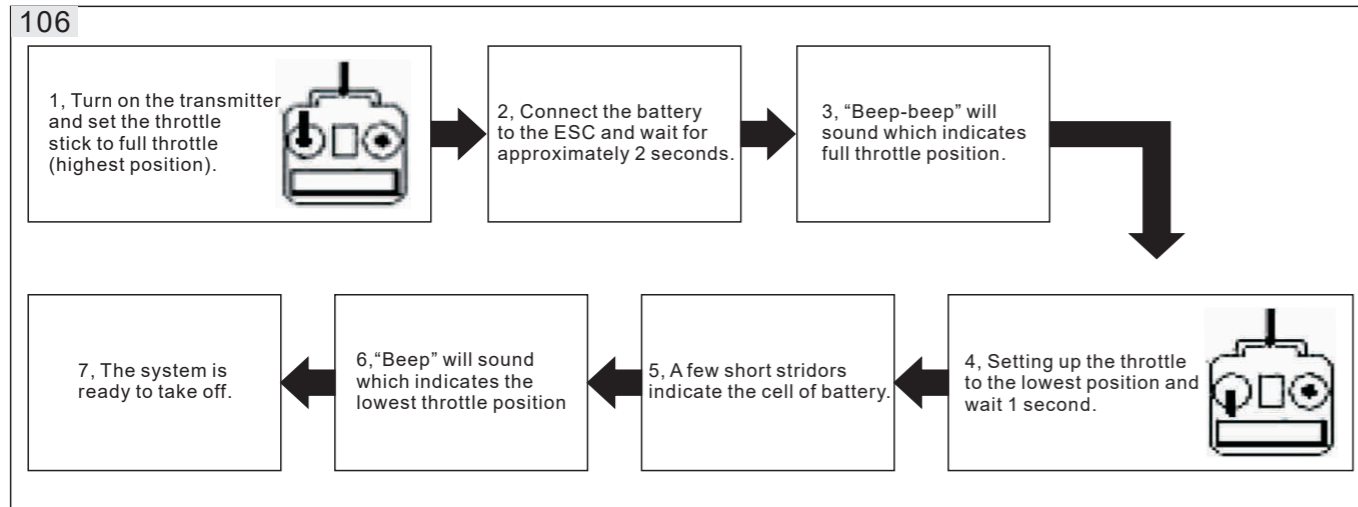 106
1, Turn on the transmitter
and set the throttle
stick to full throttle
(highest position).
2, Connect the battery
to the ESC and wait for
approximately 2 seconds.
3, “Beep-beep” will
sound which indicates
full throttle position.
4, Setting up the throttle
to the lowest position and
wait 1 second.
5, A few short stridors
indicate the cell of battery.
6,“Beep” will sound
which indicates the
lowest throttle position
7, The system is
ready to take off.